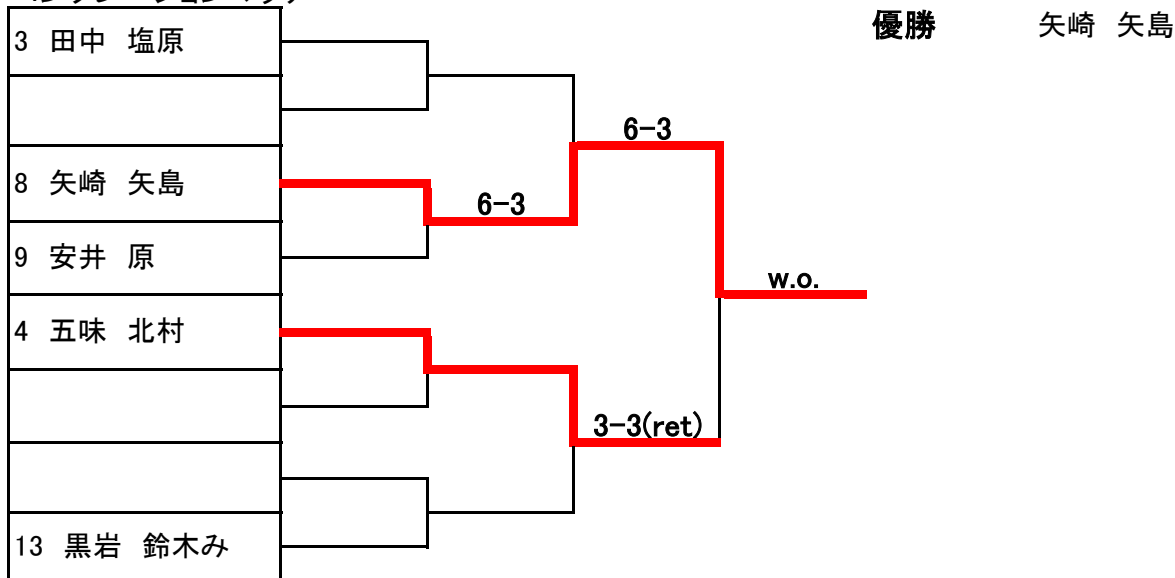 3 田中 塩原
優勝 矢崎 矢島
6-3
8 矢崎 矢島
6-3
9 安井 原
w.o.
4 五味 北村
3-3(ret)
13 黒岩 鈴木み